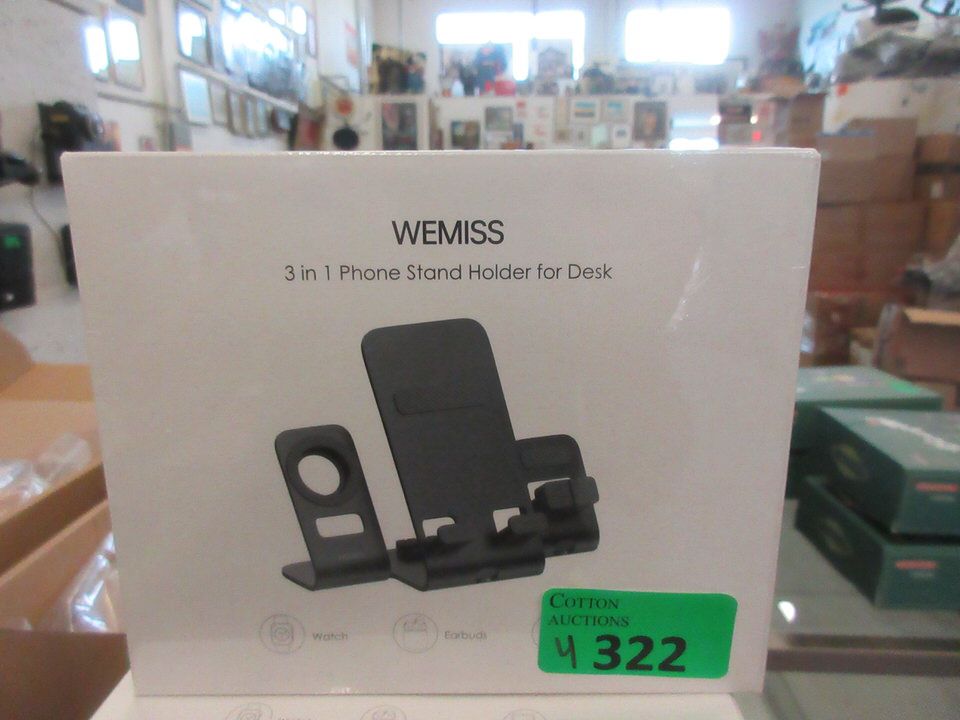 WEMISS
3 in 1 Phone Stand Holder for Desk
Watch
Earbuds
COTTON
AUCTIONS
4 322